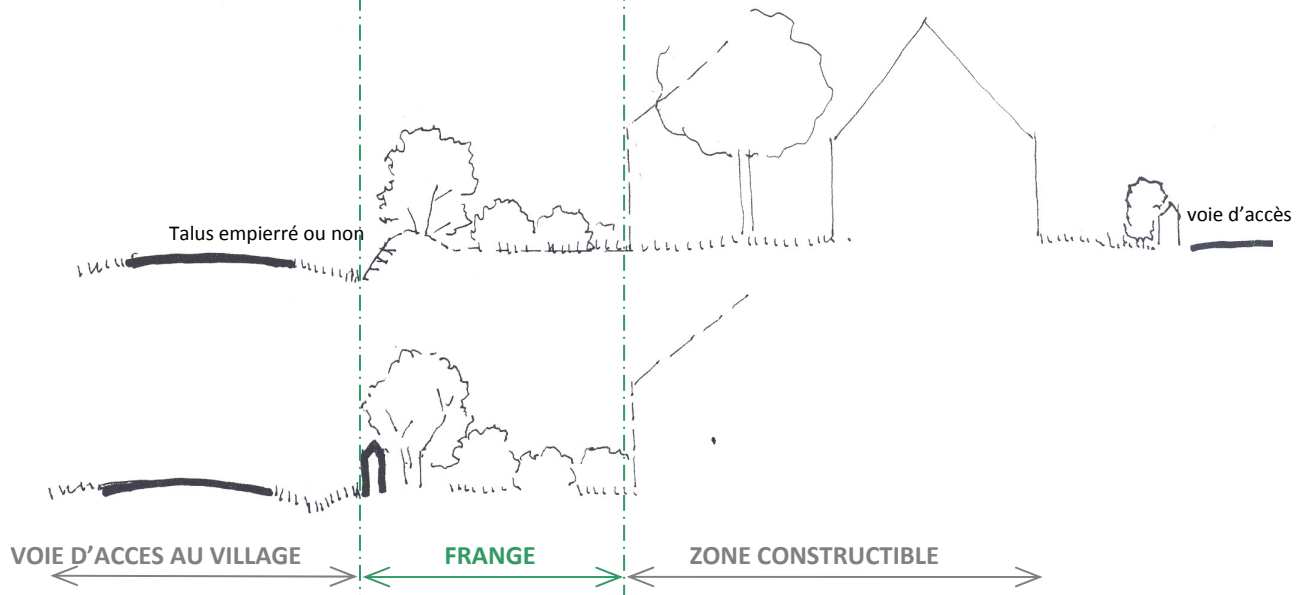 Talus empierré ou non
voie d’accès
VOIE D’ACCES AU VILLAGE
FRANGE
ZONE CONSTRUCTIBLE